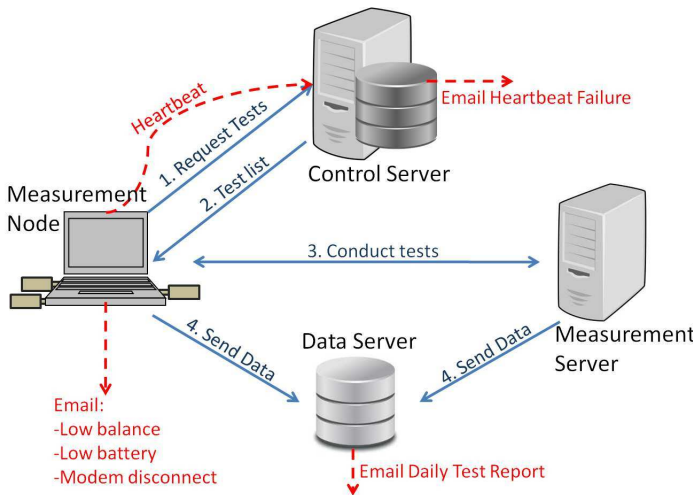 Heartbeat
Email Heartbeat Failure
1. Request Tests
Control Server
2. Test list
Measurement
Node
3. Conduct tests
4. Send Data
Data Server
4. Send Data
Measurement
Server
Email:
-Low balance
-Low battery
-Modem disconnect
Email Daily Test Report